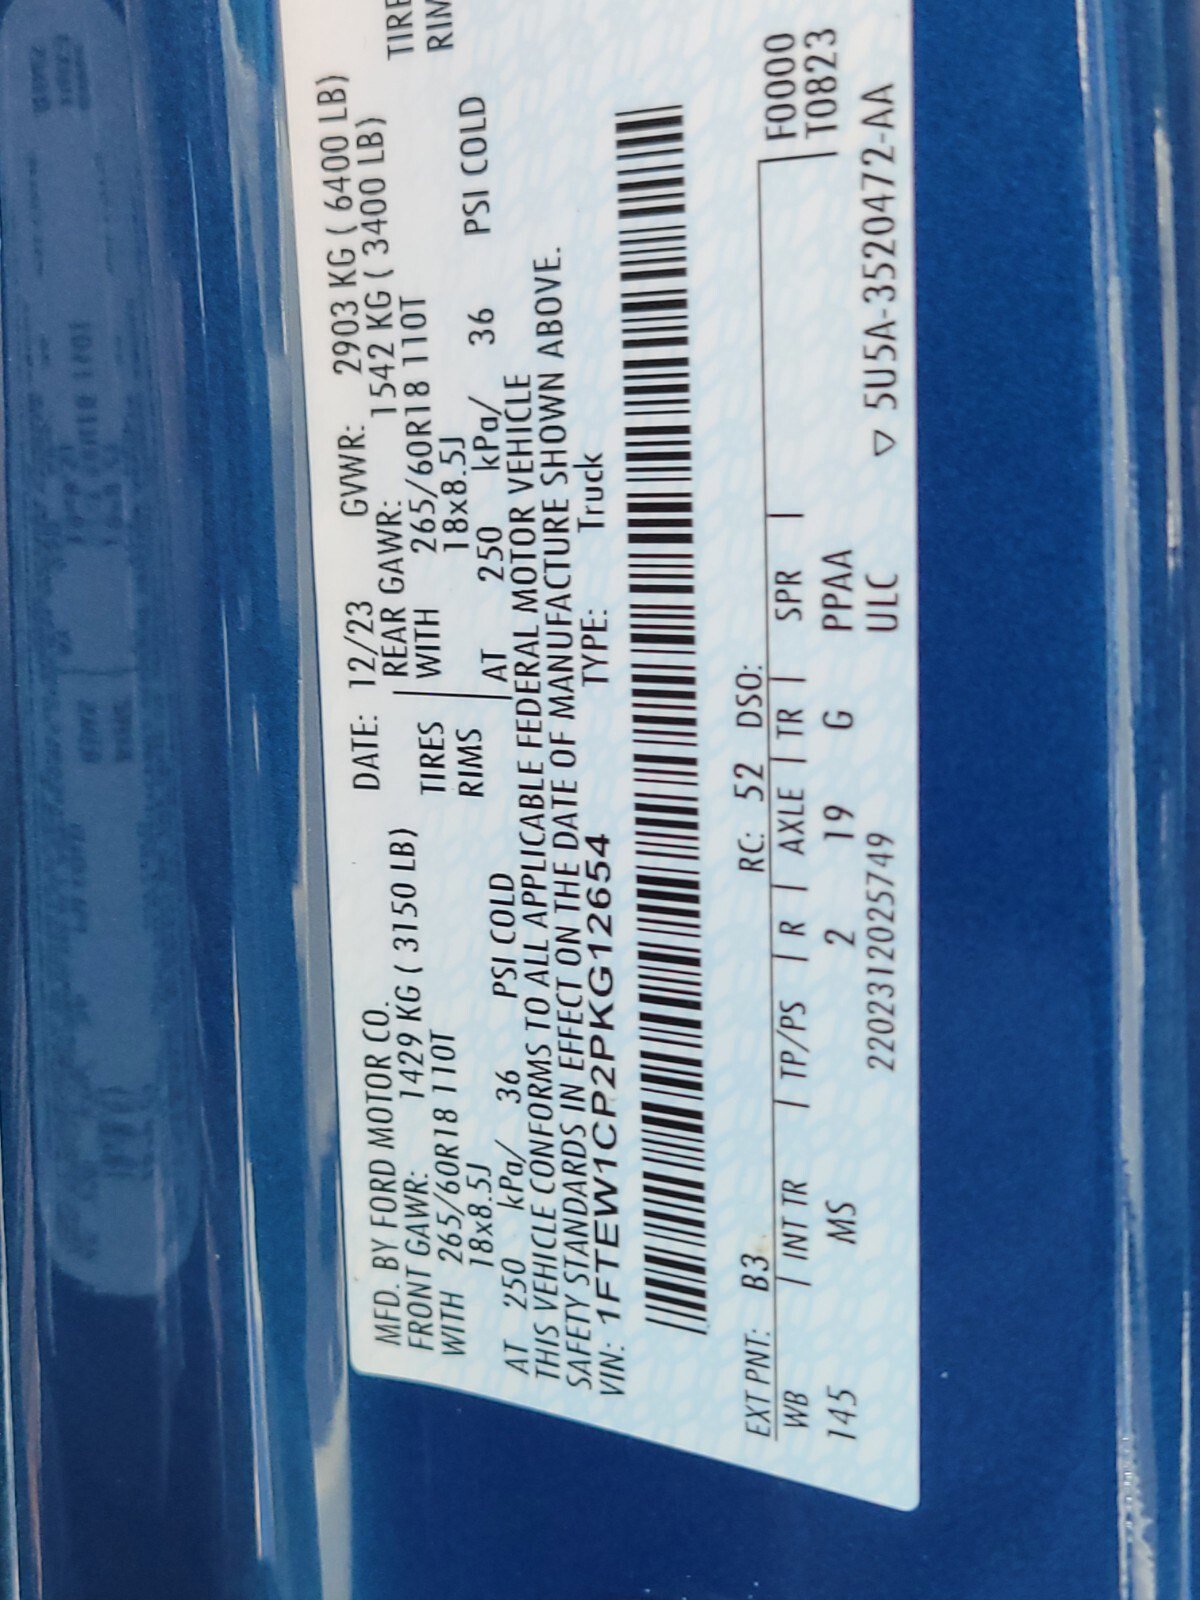 MFD. BY FORD MOTOR CO. DATE: 12/23 GVWR: 2903 KG ( 6400 LB)
FRONT GAWR: 1429 KG ( 3150 LB) REAR GAWR: 1542 KG ( 3400 LB)
WITH 265/60R18 110T TIRES WITH 265/60R18 110T TIRE
18x8.5J RIMS 18x8.5J RIM
AT 250 kPa/ 36 PSI COLD AT 250 kPa/ 36 PSI COLD
THIS VEHICLE CONFORMS TO ALL APPLICABLE FEDERAL MOTOR VEHICLE
SAFETY STANDARDS IN EFFECT ON THE DATE OF MANUFACTURE SHOWN ABOVE.
VIN: 1FTEW1CP2PKG12654 TYPE: Truck
EXT PNT: B3 RC: 52 DSO: F0000
WB | INT TR | TP/PS | R | AXLE | TR | SPR | T0823
145 MS 2 19 G PPAA
2202312025749 ULC ▽ 5U5A-3520472-AA